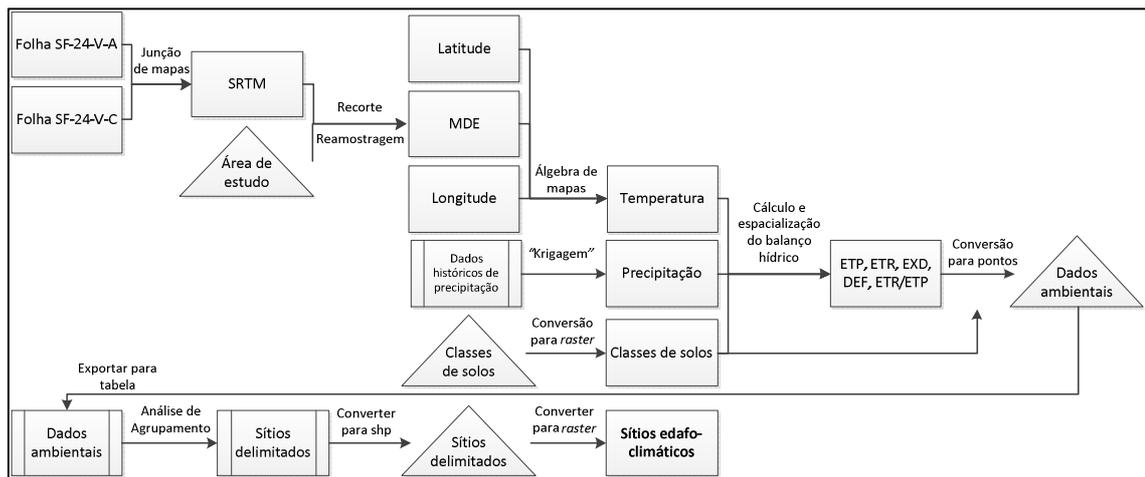 Folha SF-24-V-A
Folha SF-24-V-C
Junção
de mapas
SRTM
Área de
estudo
Recorte
Reamostragem
Latitude
MDE
Longitude
Álgebra de
mapas
Temperatura
Dados
históricos de
precipitação
“Krigagem”
Precipitação
Classes
de solos
Conversão
para raster
Classes de solos
Cálculo e
espacialização
do balanço
hídrico
ETP, ETR, EXD,
DEF, ETR/ETP
Conversão
para pontos
Dados
ambientais
Exportar para
tabela
Dados
ambientais
Análise de
Agrupamento
Sítios
delimitados
Converter
para shp
Sítios
delimitados
Converter
para raster
Sítios edafo-
climáticos